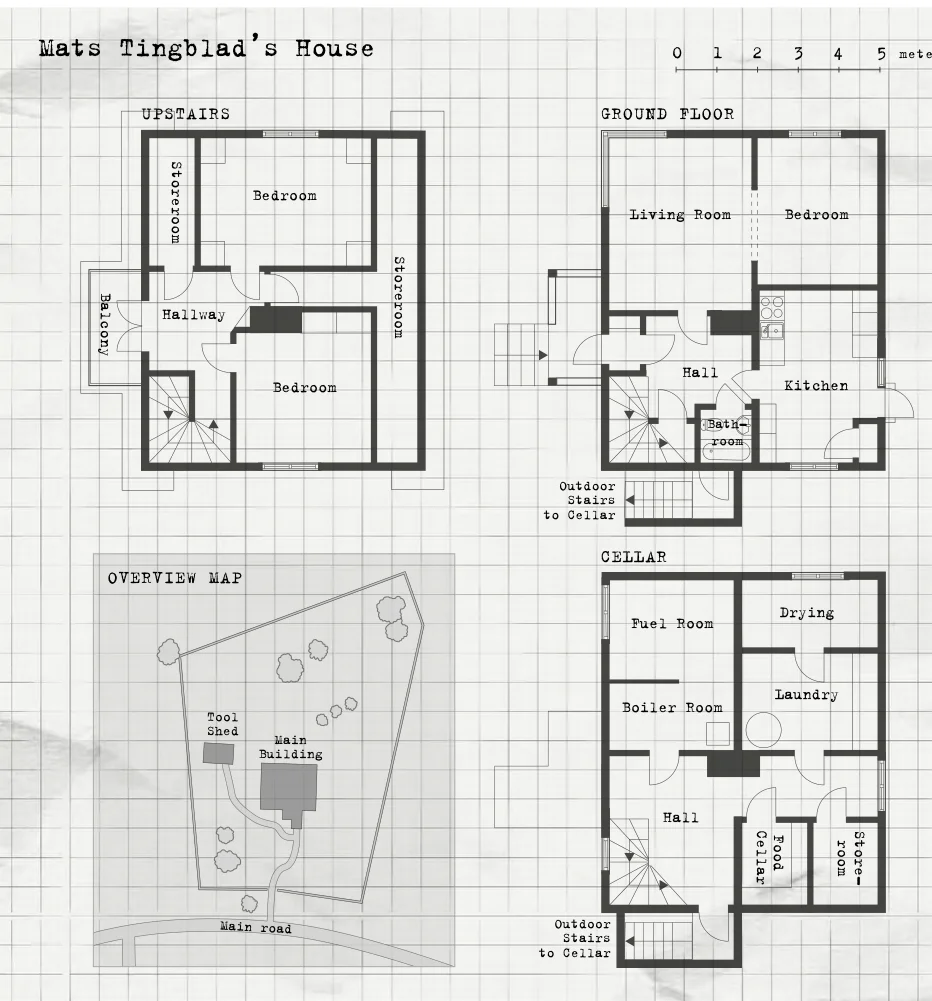 Mats Tingblad's House
0 1 2 3 4 5 mete
UPSTAIRS
Storeroom
Bedroom
Storeroom
Balcony
Hallway
Bedroom
GROUND FLOOR
Living Room
Bedroom
Hall
Kitchen
Bath-
room
Outdoor
Stairs
to Cellar
OVERVIEW MAP
Tool
Shed
Main
Building
Main road
CELLAR
Fuel Room
Drying
Boiler Room
Laundry
Hall
Food
Cellar
Store-
room
Outdoor
Stairs
to Cellar